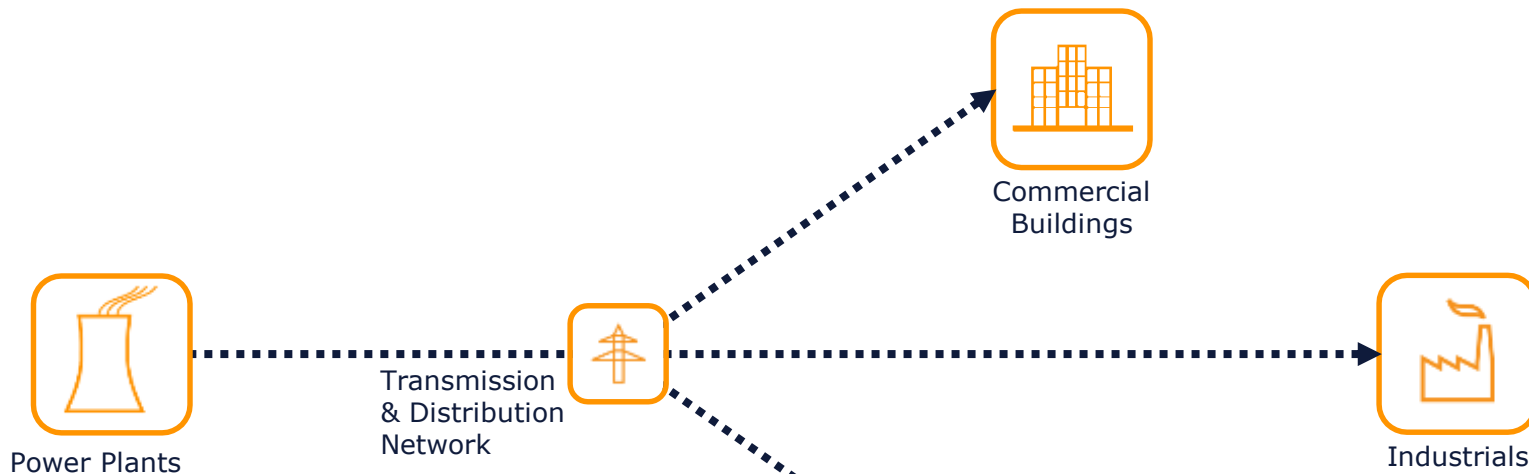 Commercial
Buildings
Transmission
& Distribution
Network
Power Plants
Industrials